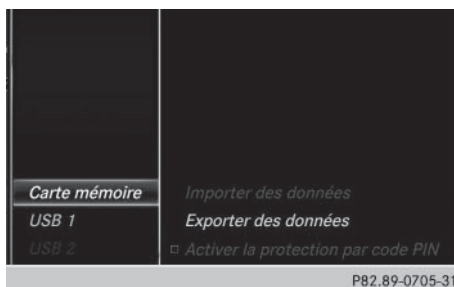 Carte mémoire
Importer des données
USB 1
Exporter des données
USB 2
Activer la protection par code PIN
P82.89-0705-31